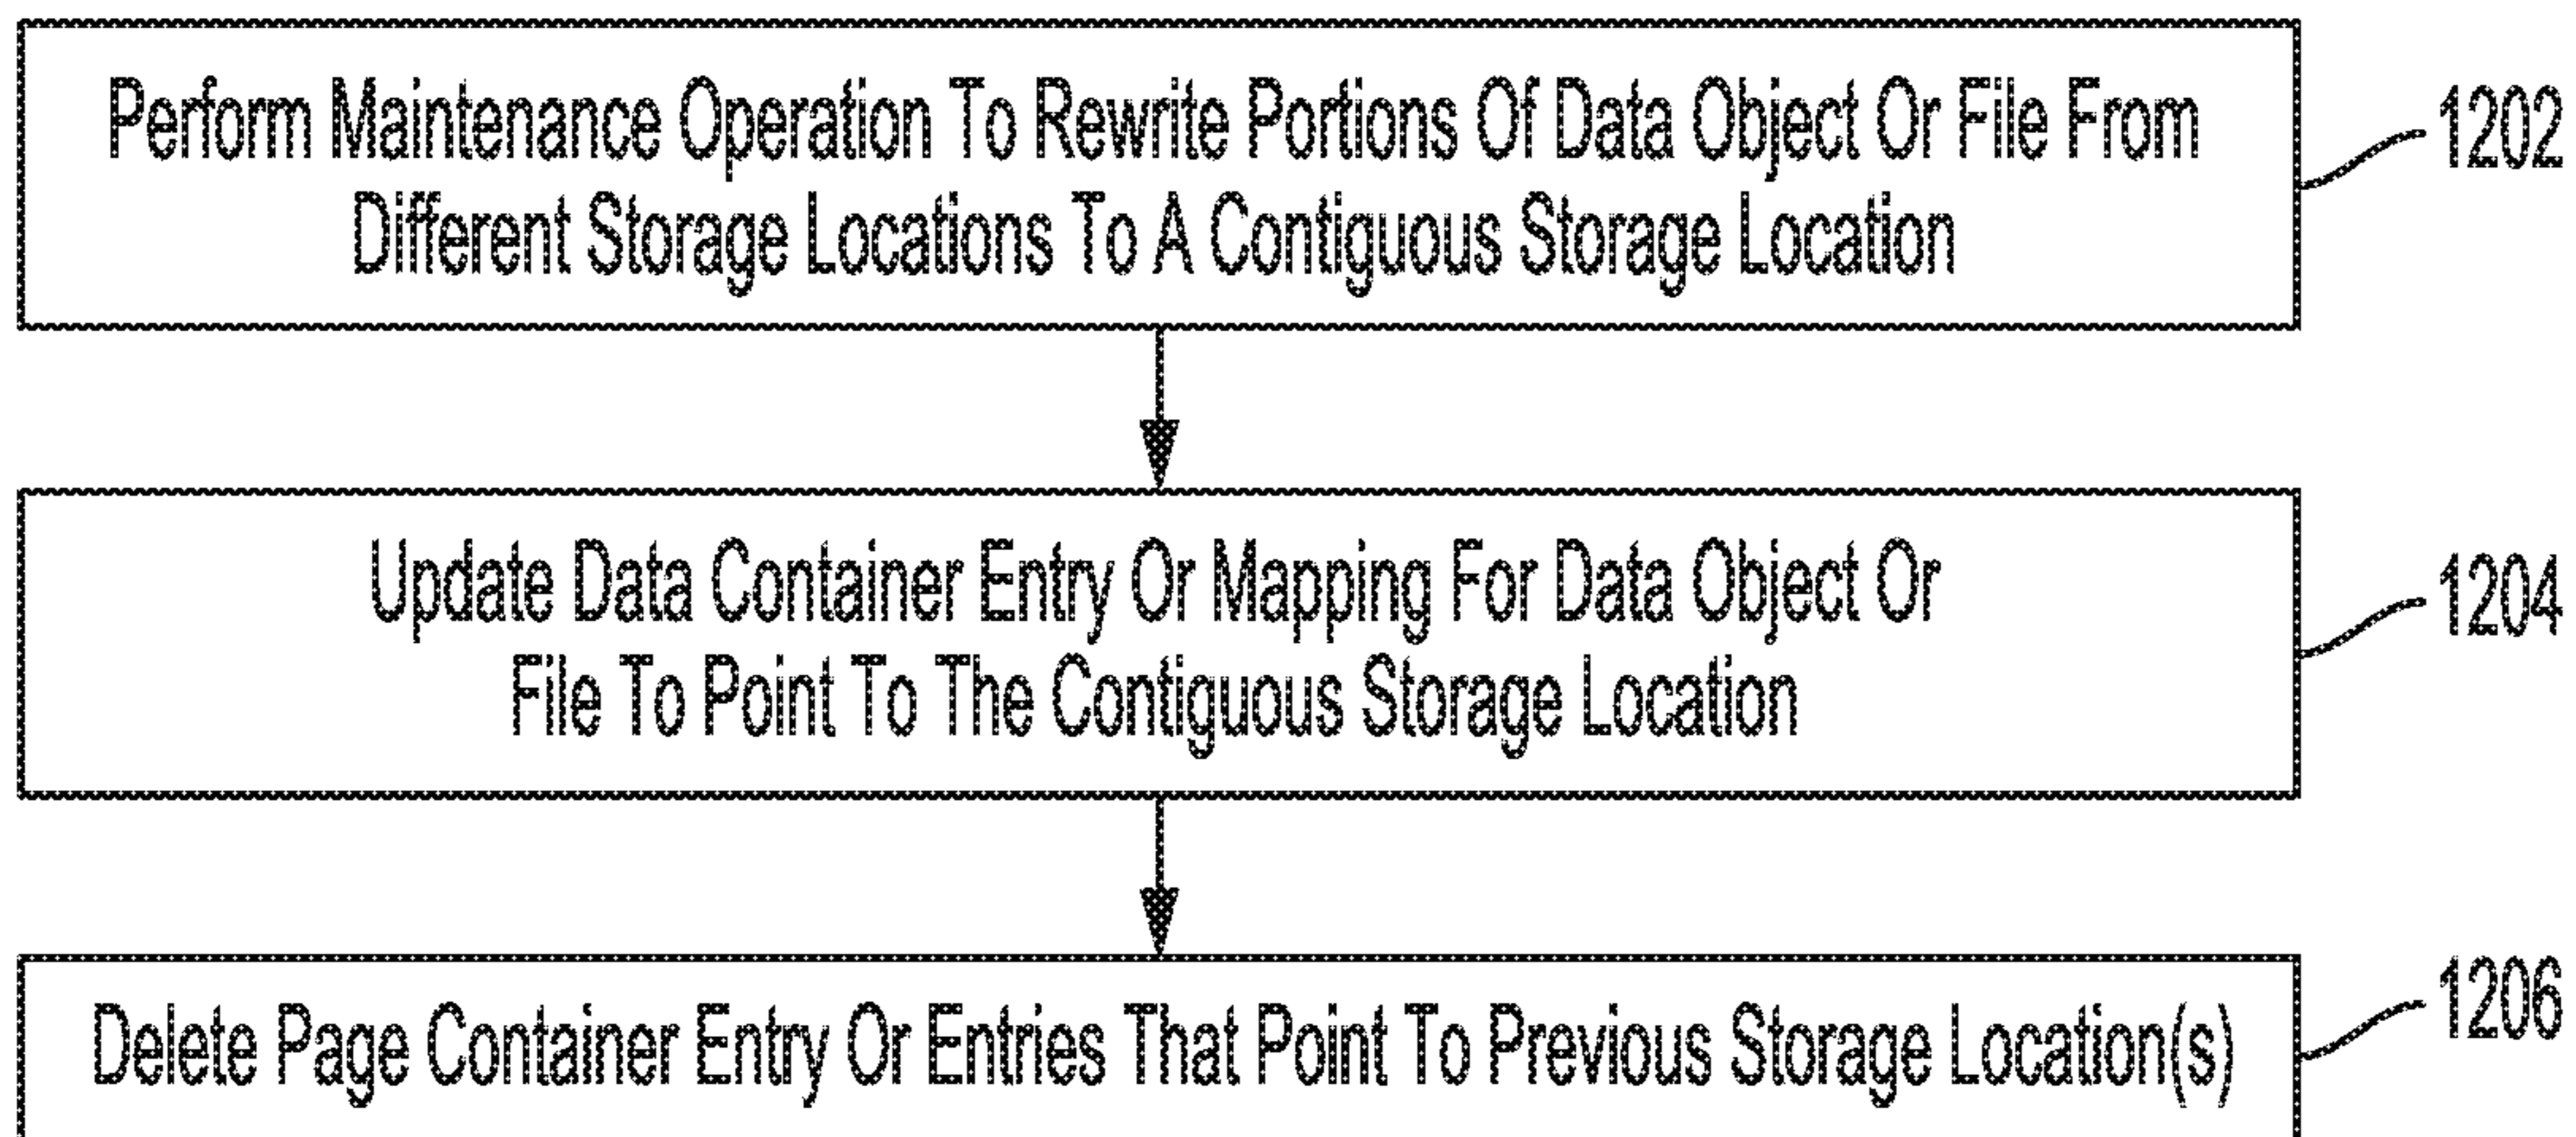 Perform Maintenance Operation To Rewrite Portions Of Data Object Or File From
Different Storage Locations To A Contiguous Storage Location
1202
Update Data Container Entry Or Mapping For Data Object Or
File To Point To The Contiguous Storage Location
1204
Delete Page Container Entry Or Entries That Point To Previous Storage Location(s)
1206